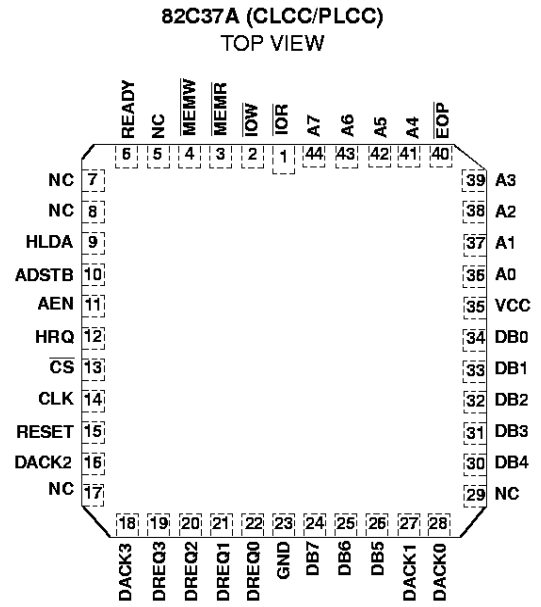 82C37A (CLCC/PLCC)
TOP VIEW
READY NC MEMW MEMR IOW IOR A7 A6 A5 A4 EOP
6 5 4 3 2 1 44 43 42 41 40
NC 7 39 A3
NC 8 38 A2
HLDA 9 37 A1
ADSTB 10 36 A0
AEN 11 35 VCC
HRQ 12 34 DB0
CS 13 33 DB1
CLK 14 32 DB2
RESET 15 31 DB3
DACK2 16 30 DB4
NC 17 29 NC
18 19 20 21 22 23 24 25 26 27 28
DACK3 DREQ3 DREQ2 DREQ1 DREQ0 GND DB7 DB6 DB5 DACK1 DACK0